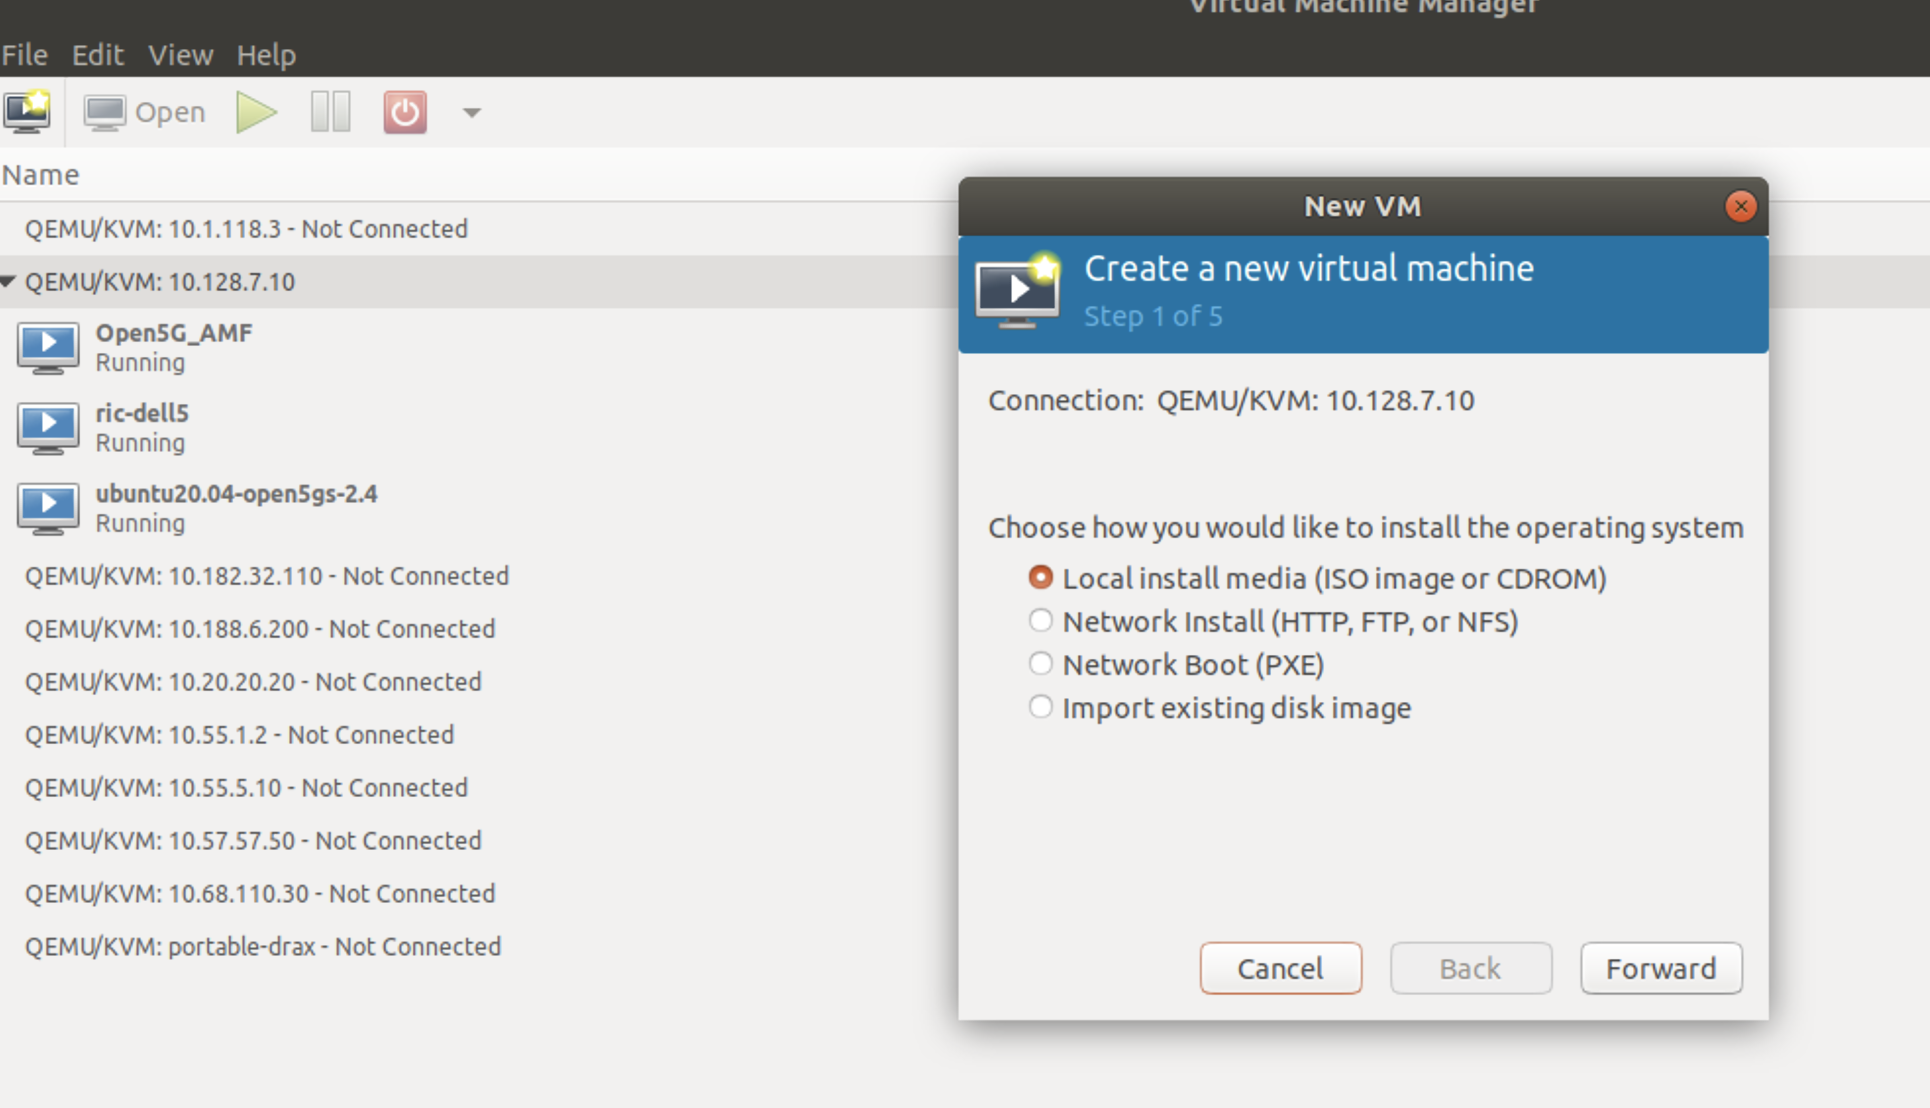 Virtual Machine Manager
File Edit View Help
Open
Name
QEMU/KVM: 10.1.118.3 - Not Connected
QEMU/KVM: 10.128.7.10
Open5G_AMF
Running
ric-dell5
Running
ubuntu20.04-open5gs-2.4
Running
QEMU/KVM: 10.182.32.110 - Not Connected
QEMU/KVM: 10.188.6.200 - Not Connected
QEMU/KVM: 10.20.20.20 - Not Connected
QEMU/KVM: 10.55.1.2 - Not Connected
QEMU/KVM: 10.55.5.10 - Not Connected
QEMU/KVM: 10.57.57.50 - Not Connected
QEMU/KVM: 10.68.110.30 - Not Connected
QEMU/KVM: portable-drax - Not Connected
New VM
Create a new virtual machine
Step 1 of 5
Connection: QEMU/KVM: 10.128.7.10
Choose how you would like to install the operating system
Local install media (ISO image or CDROM)
Network Install (HTTP, FTP, or NFS)
Network Boot (PXE)
Import existing disk image
Cancel Back Forward